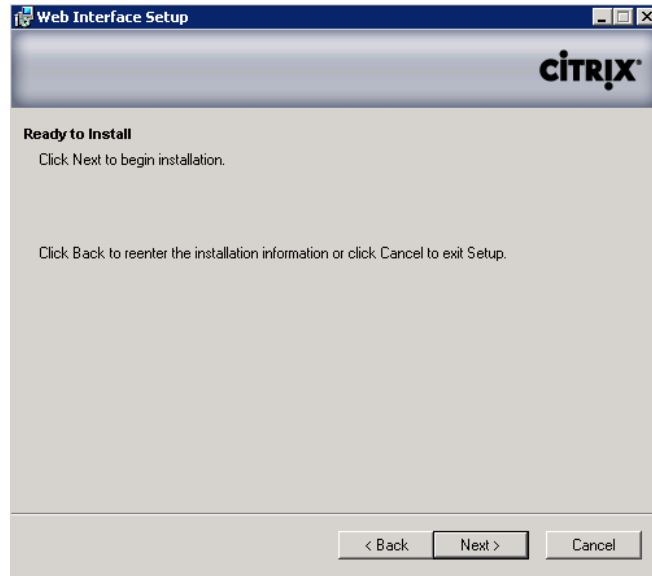 Web Interface Setup
CITRIX
Ready to Install
Click Next to begin installation.
Click Back to reenter the installation information or click Cancel to exit Setup.
< Back Next > Cancel